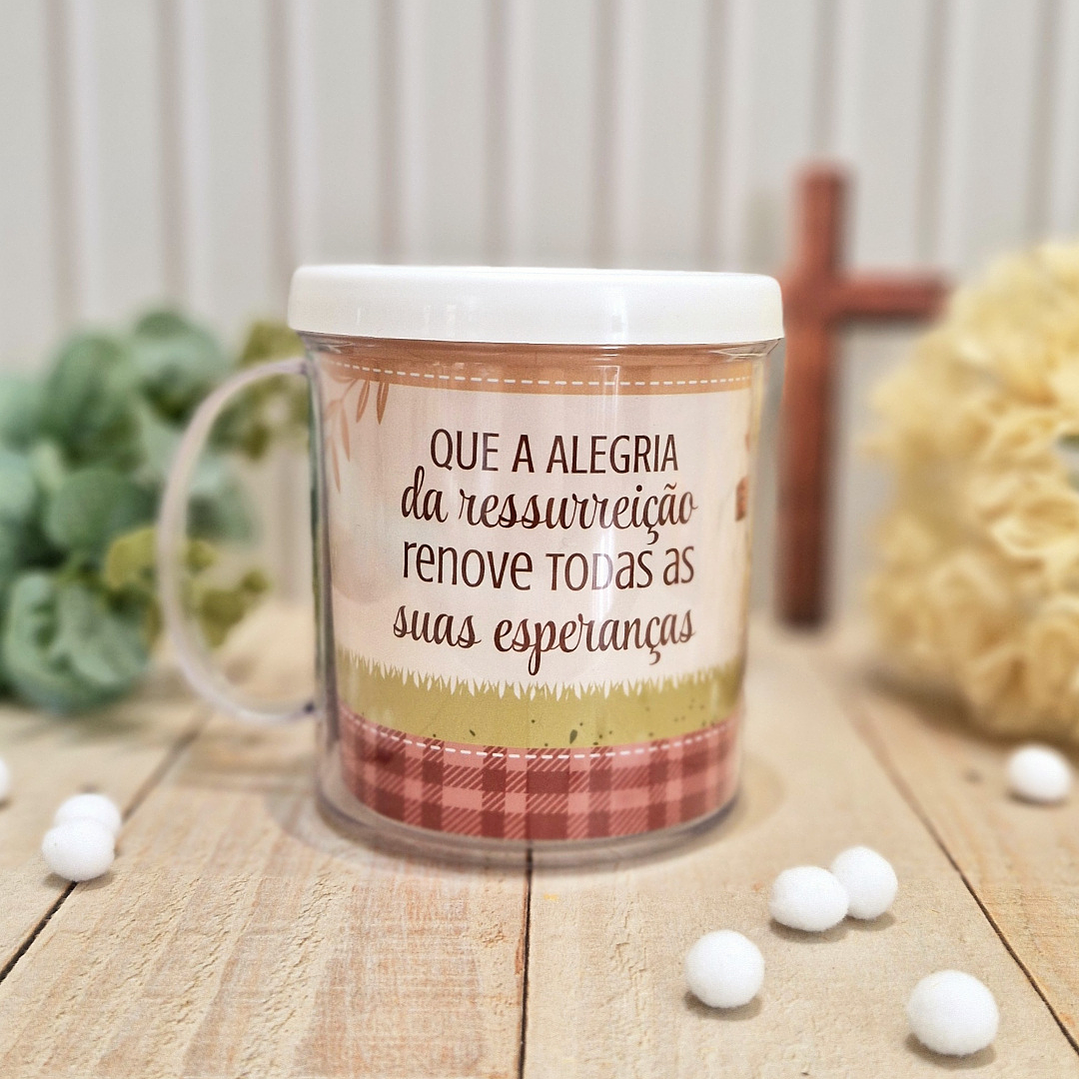 QUE A ALEGRIA
da ressurreição
renove TODAS as
suas esperanças